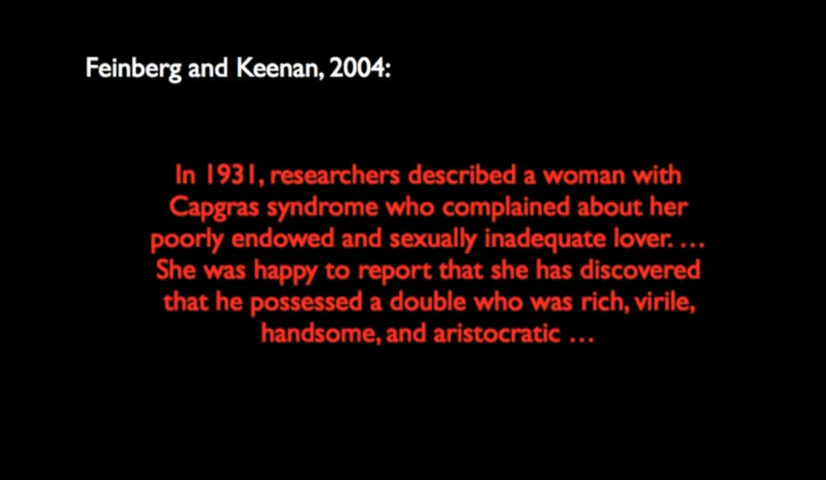 Feinberg and Keenan, 2004:
In 1931, researchers described a woman with
Capgras syndrome who complained about her
poorly endowed and sexually inadequate lover. ...
She was happy to report that she has discovered
that he possessed a double who was rich, virile,
handsome, and aristocratic ...